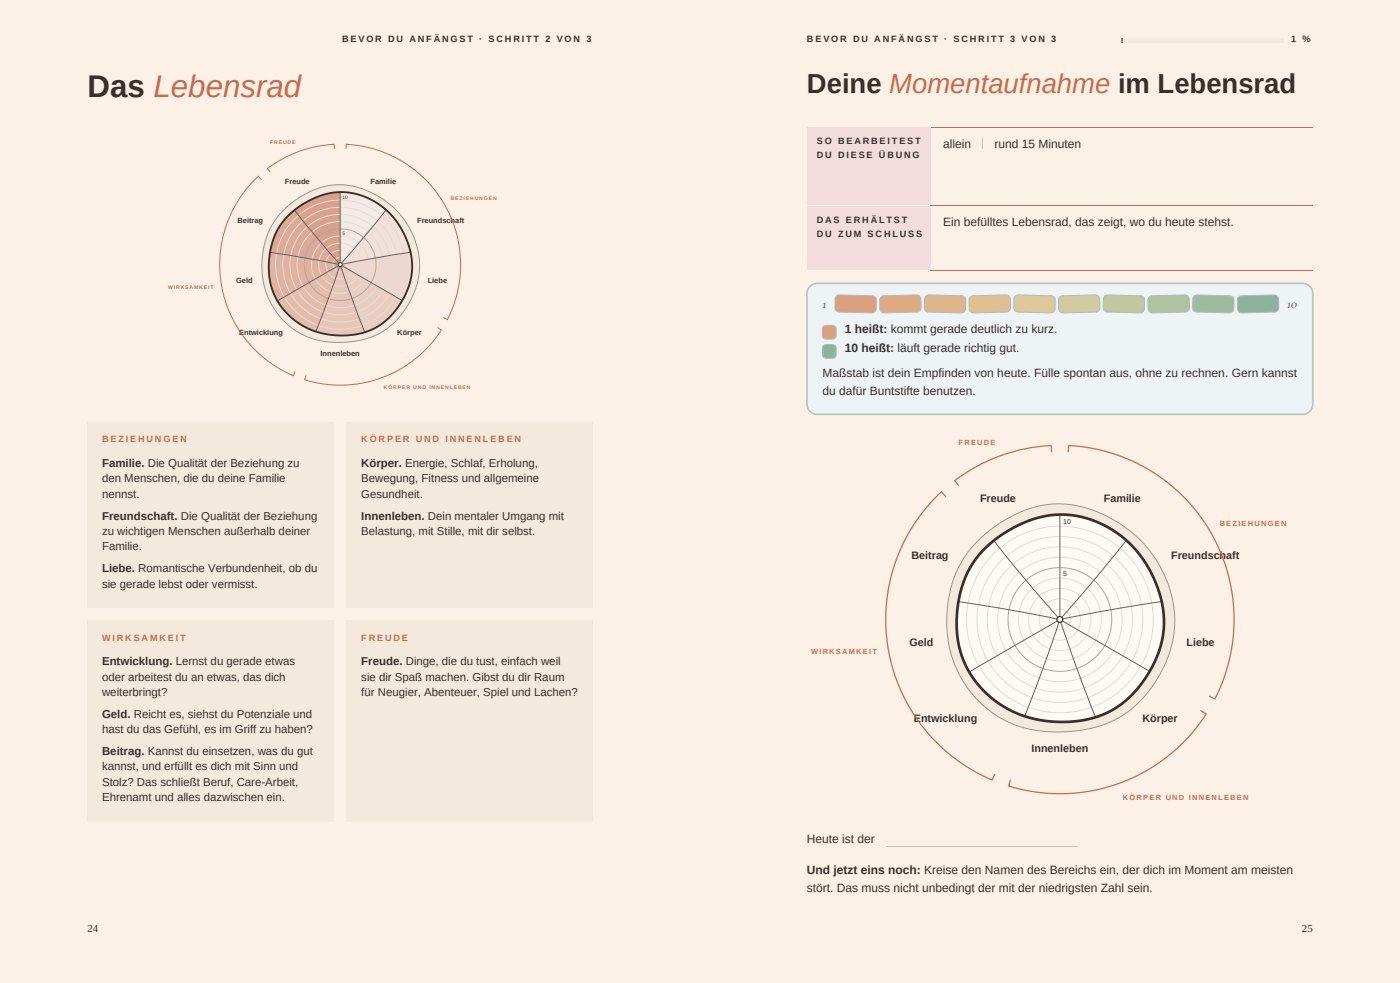 BEVOR DU ANFÄNGST · SCHRITT 2 VON 3
Das Lebensrad
FREUDE
Freude
Familie
10
BEZIEHUNGEN
Beitrag
Freundschaft
5
Geld
Liebe
WIRKSAMKEIT
Entwicklung
Körper
Innenleben
KÖRPER UND INNENLEBEN
BEZIEHUNGEN
Familie. Die Qualität der Beziehung zu
den Menschen, die du deine Familie
nennst.
Freundschaft. Die Qualität der Beziehung
zu wichtigen Menschen außerhalb deiner
Familie.
Liebe. Romantische Verbundenheit, ob du
sie gerade lebst oder vermisst.
KÖRPER UND INNENLEBEN
Körper. Energie, Schlaf, Erholung,
Bewegung, Fitness und allgemeine
Gesundheit.
Innenleben. Dein mentaler Umgang mit
Belastung, mit Stille, mit dir selbst.
WIRKSAMKEIT
Entwicklung. Lernst du gerade etwas
oder arbeitest du an etwas, das dich
weiterbringt?
Geld. Reicht es, siehst du Potenziale und
hast du das Gefühl, es im Griff zu haben?
Beitrag. Kannst du einsetzen, was du gut
kannst, und erfüllt es dich mit Sinn und
Stolz? Das schließt Beruf, Care-Arbeit,
Ehrenamt und alles dazwischen ein.
FREUDE
Freude. Dinge, die du tust, einfach weil
sie dir Spaß machen. Gibst du dir Raum
für Neugier, Abenteuer, Spiel und Lachen?
24
BEVOR DU ANFÄNGST · SCHRITT 3 VON 3
1 %
Deine Momentaufnahme im Lebensrad
SO BEARBEITEST
DU DIESE ÜBUNG
allein | rund 15 Minuten
DAS ERHÄLTST
DU ZUM SCHLUSS
Ein befülltes Lebensrad, das zeigt, wo du heute stehst.
1
10
1 heißt: kommt gerade deutlich zu kurz.
10 heißt: läuft gerade richtig gut.
Maßstab ist dein Empfinden von heute. Fülle spontan aus, ohne zu rechnen. Gern kannst
du dafür Buntstifte benutzen.
FREUDE
Freude
Familie
10
BEZIEHUNGEN
Beitrag
Freundschaft
5
Geld
Liebe
WIRKSAMKEIT
Entwicklung
Körper
Innenleben
KÖRPER UND INNENLEBEN
Heute ist der
Und jetzt eins noch: Kreise den Namen des Bereichs ein, der dich im Moment am meisten
stört. Das muss nicht unbedingt der mit der niedrigsten Zahl sein.
25